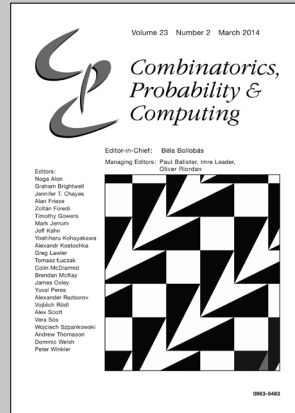 Volume 23 Number 2 March 2014
Combinatorics,
Probability &
Computing
Editor-in-Chief: Béla Bollobás
Managing Editors: Paul Balister, Imre Leader,
Oliver Riordan
Editors:
Noga Alon
Graham Brightwell
Jennifer T. Chayes
Alan Frieze
Zoltán Füredi
Timothy Gowers
Mark Jerrum
Jeff Kahn
Yoshiharu Kohayakawa
Alexandr Kostochka
Greg Lawler
Tomasz Łuczak
Colin McDiarmid
Brendan McKay
James Oxley
Yuval Peres
Alexander Razborov
Vojtěch Rödl
Alex Scott
Vera Sós
Wojciech Szpankowski
Andrew Thomason
Dominic Welsh
Peter Winkler
0963-5483